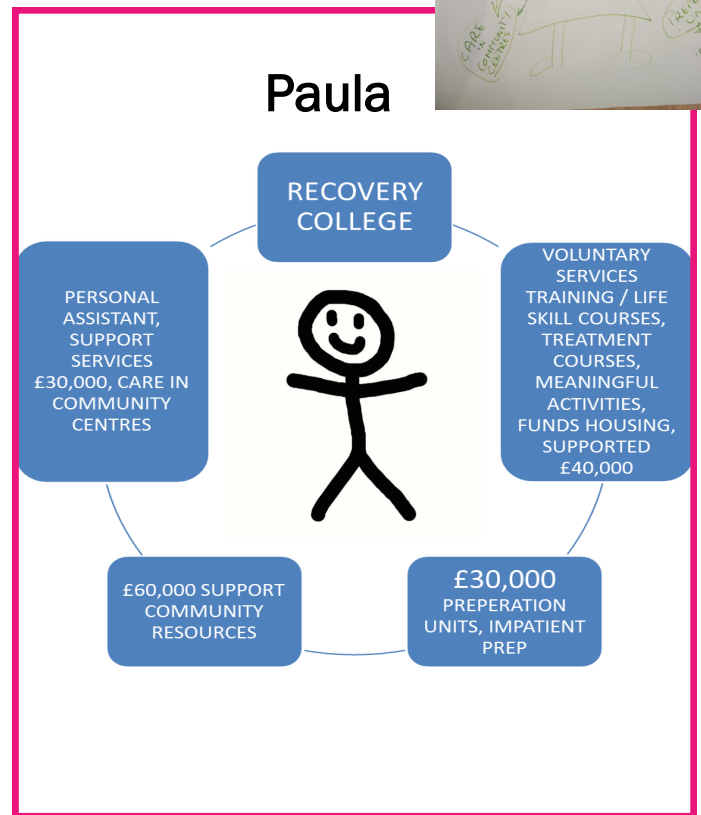 CARE
IN
COMMUNITY
CENTRES
Paula
RECOVERY
COLLEGE
VOLUNTARY
SERVICES
TRAINING / LIFE
SKILL COURSES,
TREATMENT
COURSES,
MEANINGFUL
ACTIVITIES,
FUNDS HOUSING,
SUPPORTED
£40,000
£30,000
PREPERATION
UNITS, IMPATIENT
PREP
£60,000 SUPPORT
COMMUNITY
RESOURCES
PERSONAL
ASSISTANT,
SUPPORT
SERVICES
£30,000, CARE IN
COMMUNITY
CENTRES